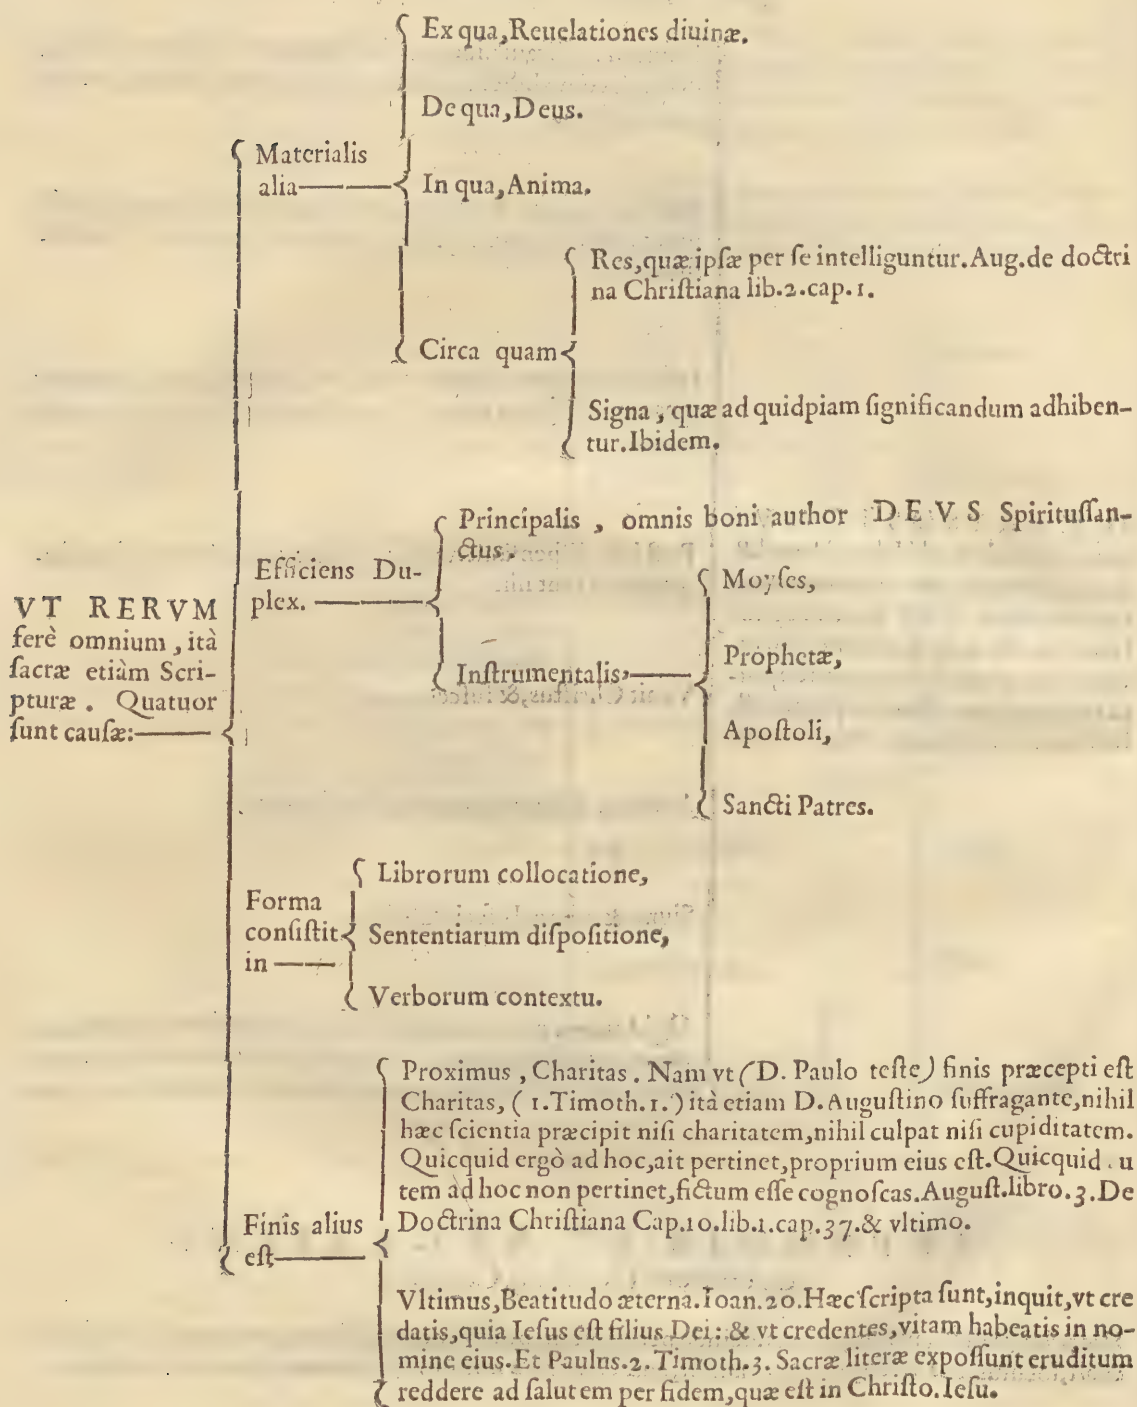 Ex qua,Reuelationes diuinæ.
De qua,Deus.
Materialis
alia
In qua,Anima.
Circa quam
Res,quæ ipſæ per ſe intelliguntur.Aug.de doctri
na Chriſtiana lib.2.cap.1.
Signa , quæ ad quidpiam ſignificandum adhiben-
tur.Ibidem.
VT RERVM
ferè omnium , ità
ſacræ etiàm Scri-
pturæ . Quatuor
ſunt cauſæ:
Efficiens Du-
plex.
Principalis , omnis boni author DEVS Spirituſſan-
ctus.
Inſtrumentalis,
Moyſes,
Prophetæ,
Apoſtoli,
Sancti Patres.
Forma
conſiſtit
in
Librorum collocatione,
Sententiarum diſpoſitione,
Verborum contextu.
Finis alius
eſt
Proximus , Charitas . Nam vt (D. Paulo teſte) finis præcepti eſt
Charitas, ( 1.Timoth.1. ) ità etiam D.Auguſtino ſuffragante,nihil
hæc ſcientia præcipit niſi charitatem,nihil culpat niſi cupiditatem.
Quicquid ergò ad hoc,ait pertinet,proprium eius eſt.Quicquid . u
tem ad hoc non pertinet,fictum eſſe cognoſcas.Auguſt.libro.3.De
Doctrina Chriſtiana Cap.10.lib.1.cap.37.& vltimo.
Vltimus,Beatitudo æterna.Ioan.20.Hæc ſcripta ſunt,inquit,vt cre
datis,quia Ieſus eſt filius Dei: & vt credentes,vitam habeatis in no-
mine eius.Et Paulus.2.Timoth.3. Sacræ literæ expoſſunt eruditum
reddere ad ſalutem per fidem,quæ eſt in Chriſto.Ieſu.